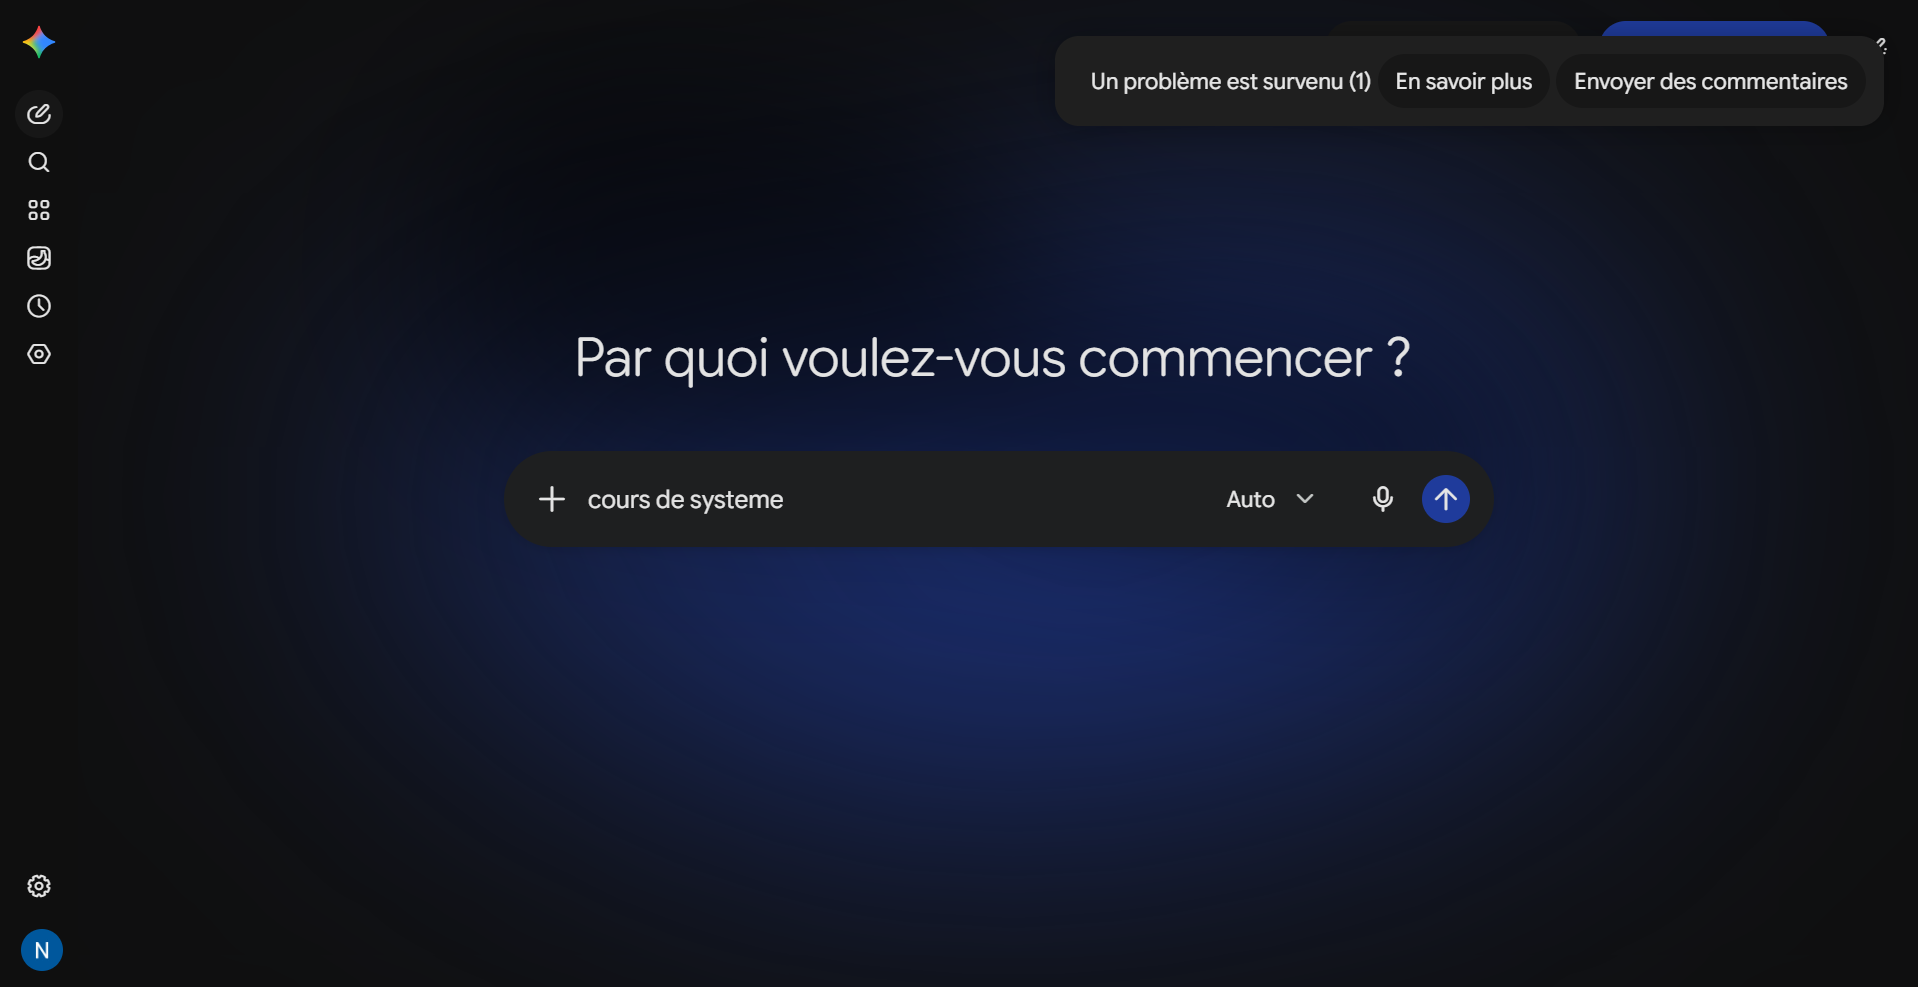 Un problème est survenu (1) En savoir plus Envoyer des commentaires
Par quoi voulez-vous commencer ?
cours de systeme Auto
N